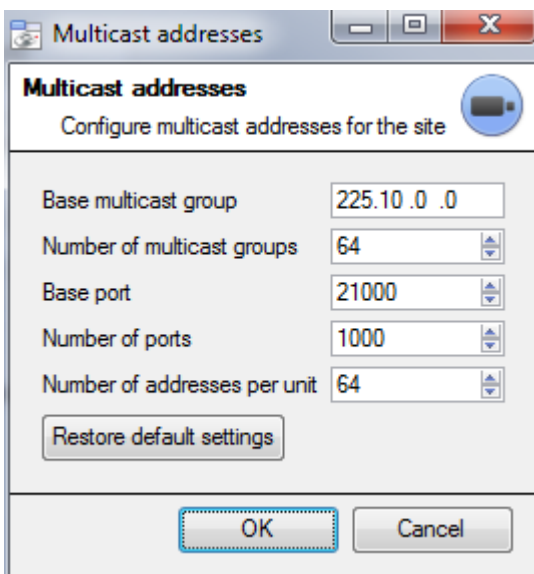 Multicast addresses
Multicast addresses
Configure multicast addresses for the site
Base multicast group 225.10 .0 .0
Number of multicast groups 64
Base port 21000
Number of ports 1000
Number of addresses per unit 64
Restore default settings
OK Cancel